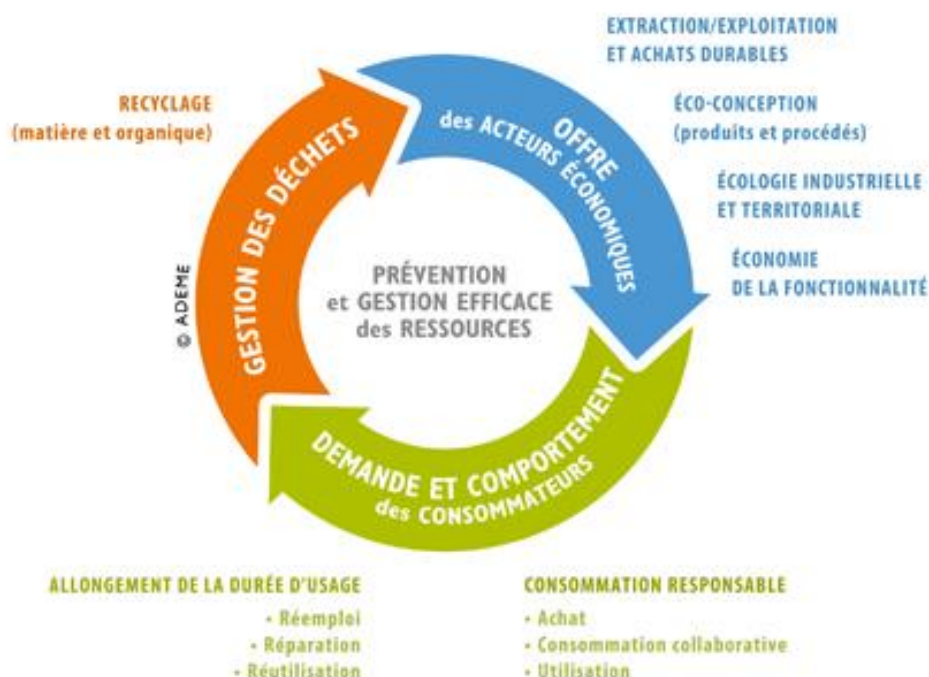 EXTRACTION/EXPLOITATION
ET ACHATS DURABLES
RECYCLAGE
(matière et organique)
ÉCO-CONCEPTION
(produits et procédés)
ÉCOLOGIE INDUSTRIELLE
ET TERRITORIALE
ÉCONOMIE
DE LA FONCTIONNALITÉ
OFFRE
des ACTEURS ÉCONOMIQUES
GESTION DES DÉCHETS
PRÉVENTION
et GESTION EFFICACE
des RESSOURCES
© ADEME
DEMANDE ET COMPORTEMENT
des CONSOMMATEURS
ALLONGEMENT DE LA DURÉE D'USAGE
• Réemploi
• Réparation
• Réutilisation
CONSOMMATION RESPONSABLE
• Achat
• Consommation collaborative
• Utilisation